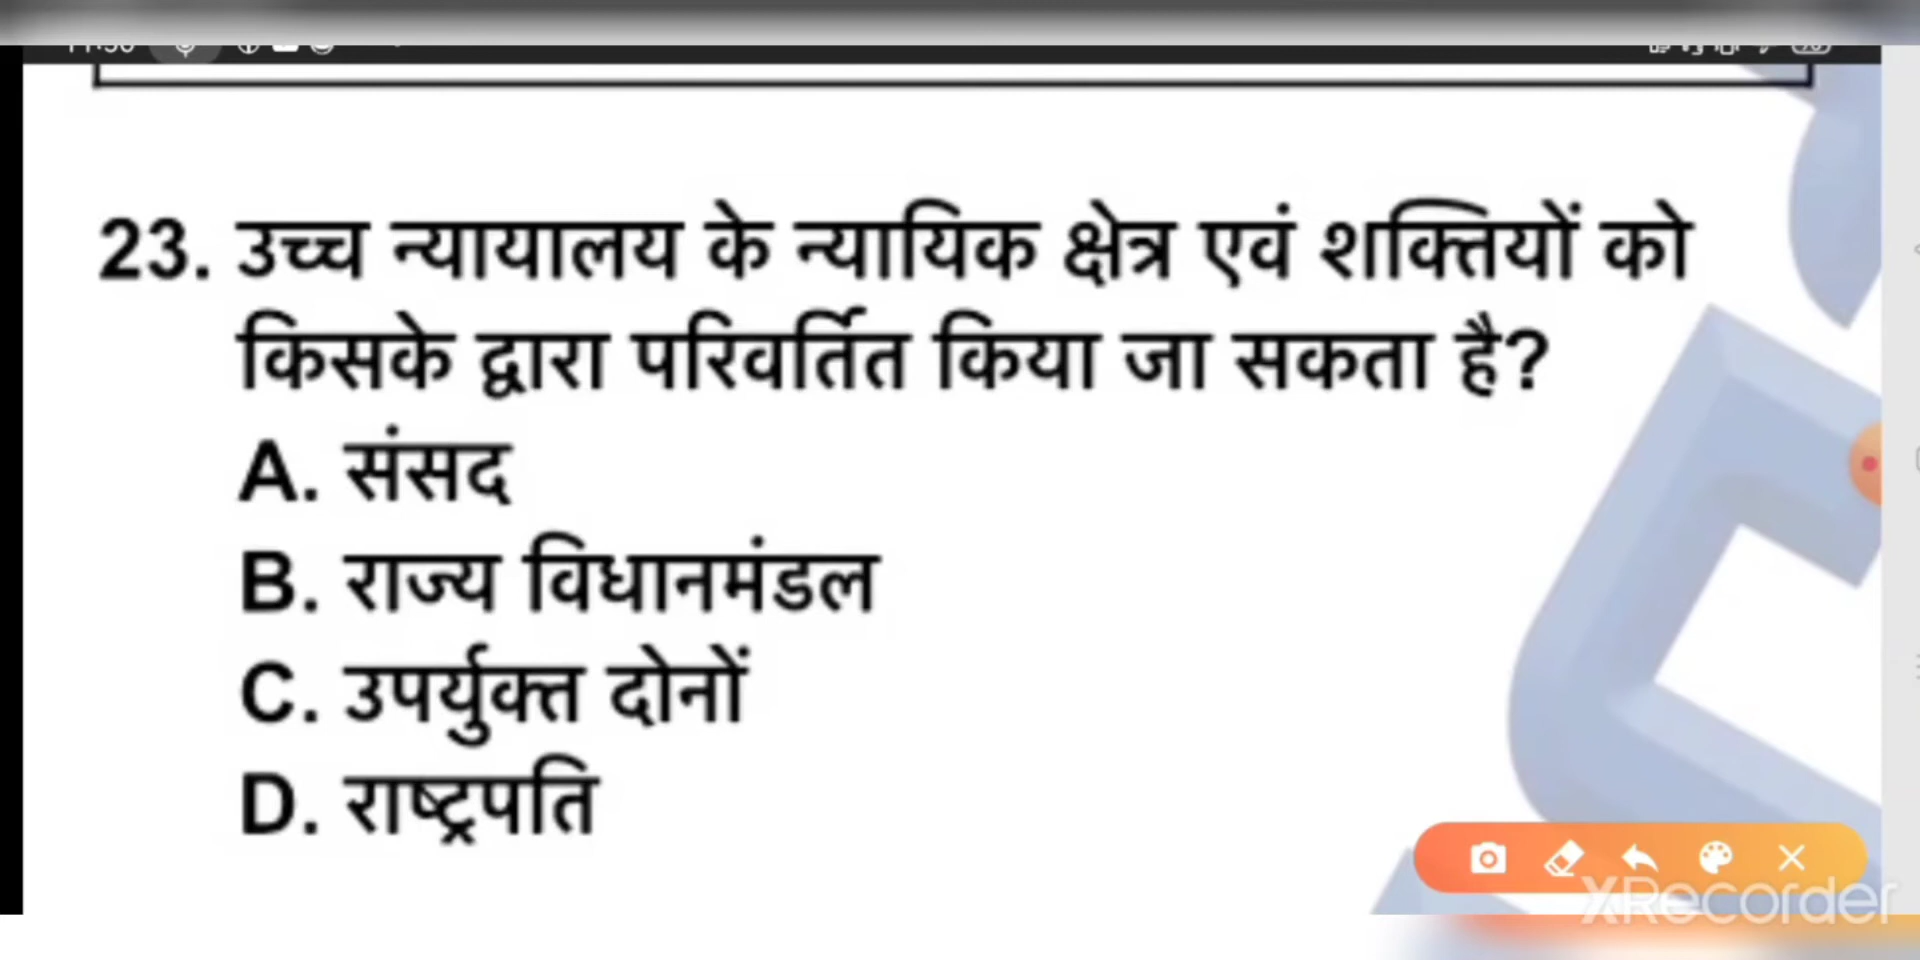 23. उच्च न्यायालय के न्यायिक क्षेत्र एवं शक्तियों को
किसके द्वारा परिवर्तित किया जा सकता है?
A. संसद
B. राज्य विधानमंडल
C. उपर्युक्त दोनों
D. राष्ट्रपति
XRecorder